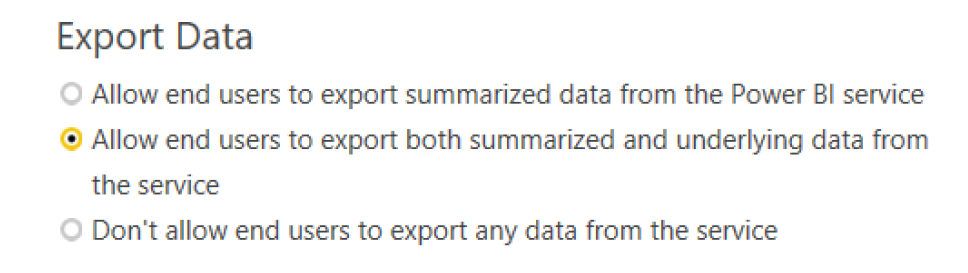 Export Data
Allow end users to export summarized data from the Power BI service
Allow end users to export both summarized and underlying data from
the service
Don't allow end users to export any data from the service